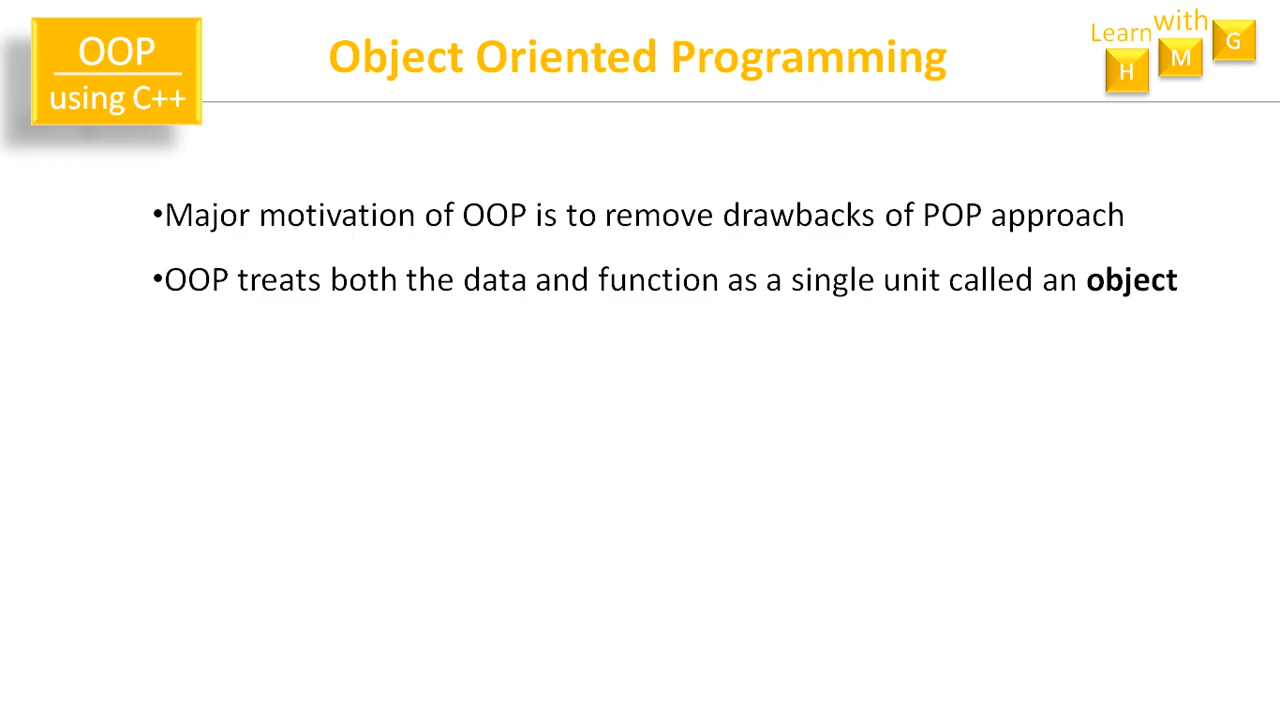 OOP
using C++
Object Oriented Programming
Learn with
H M G
•Major motivation of OOP is to remove drawbacks of POP approach
•OOP treats both the data and function as a single unit called an object